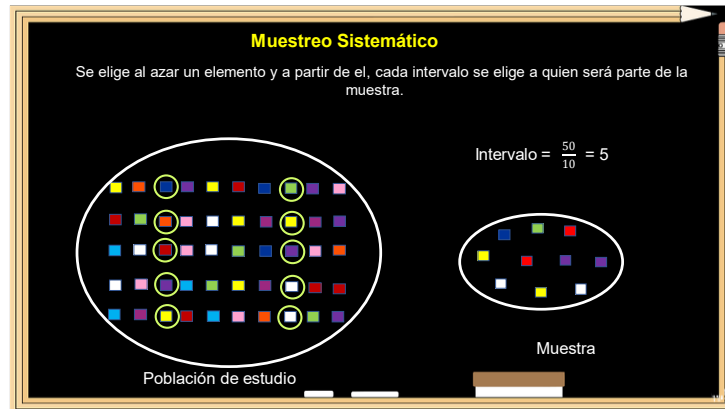 Muestreo Sistemático
Se elige al azar un elemento y a partir de el, cada intervalo se elige a quien será parte de la
muestra.
Intervalo = 50/10 = 5
Muestra
Población de estudio